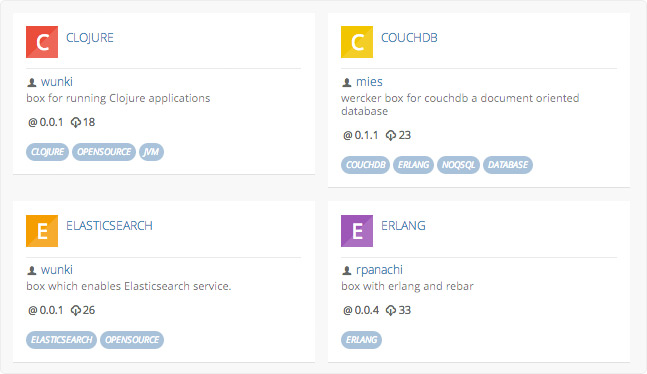 C CLOJURE
wunki
box for running Clojure applications
@ 0.0.1 18
CLOJURE OPENSOURCE JVM
C COUCHDB
mies
wercker box for couchdb a document oriented
database
@ 0.1.1 23
COUCHDB ERLANG NOQSQL DATABASE
E ELASTICSEARCH
wunki
box which enables Elasticsearch service.
@ 0.0.1 26
ELASTICSEARCH OPENSOURCE
E ERLANG
rpanachi
box with erlang and rebar
@ 0.0.4 33
ERLANG